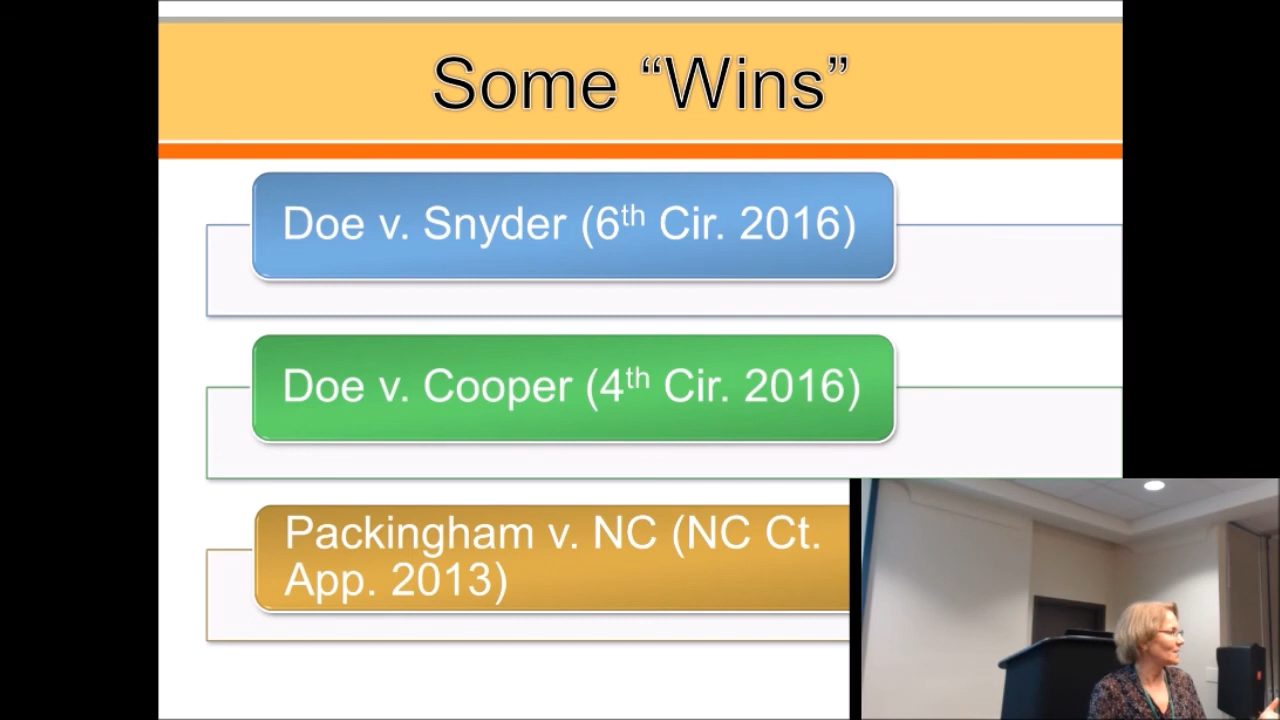 Some “Wins”
Doe v. Snyder (6th Cir. 2016)
Doe v. Cooper (4th Cir. 2016)
Packingham v. NC (NC Ct.
App. 2013)